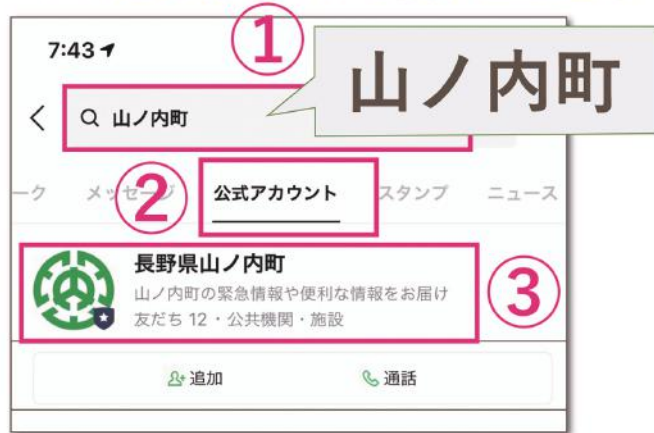 ①
7:43
山ノ内町
山ノ内町
②
ーク メッセージ 公式アカウント スタンプ ニュース
長野県山ノ内町
山ノ内町の緊急情報や便利な情報をお届け
友だち 12・公共機関・施設
③
追加 通話